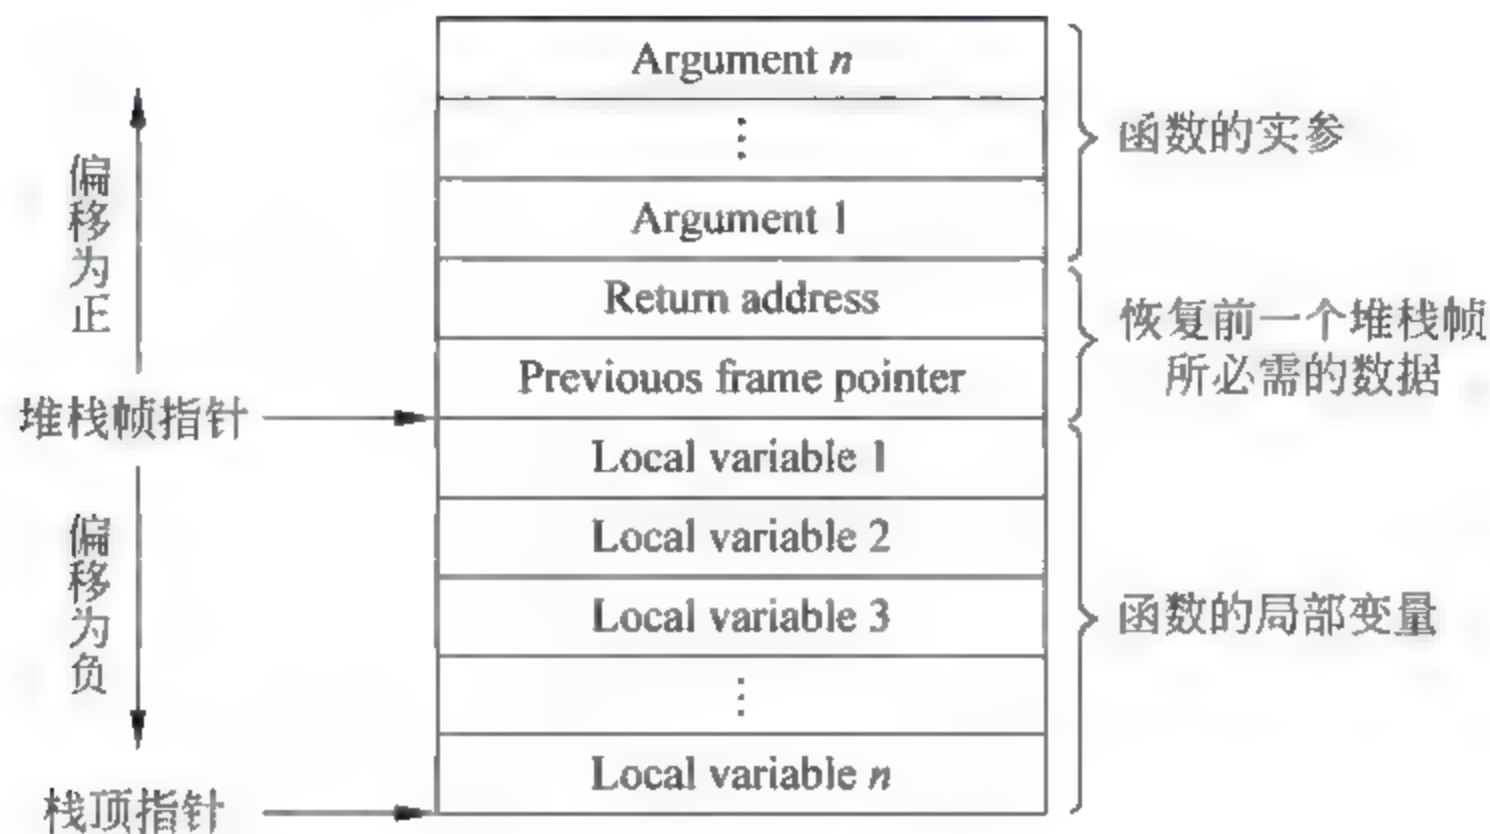 Argument n
⋮
Argument 1
Return address
Previouos frame pointer
Local variable 1
Local variable 2
Local variable 3
⋮
Local variable n
偏移为正
堆栈帧指针
偏移为负
栈顶指针
函数的实参
恢复前一个堆栈帧
所必需的数据
函数的局部变量